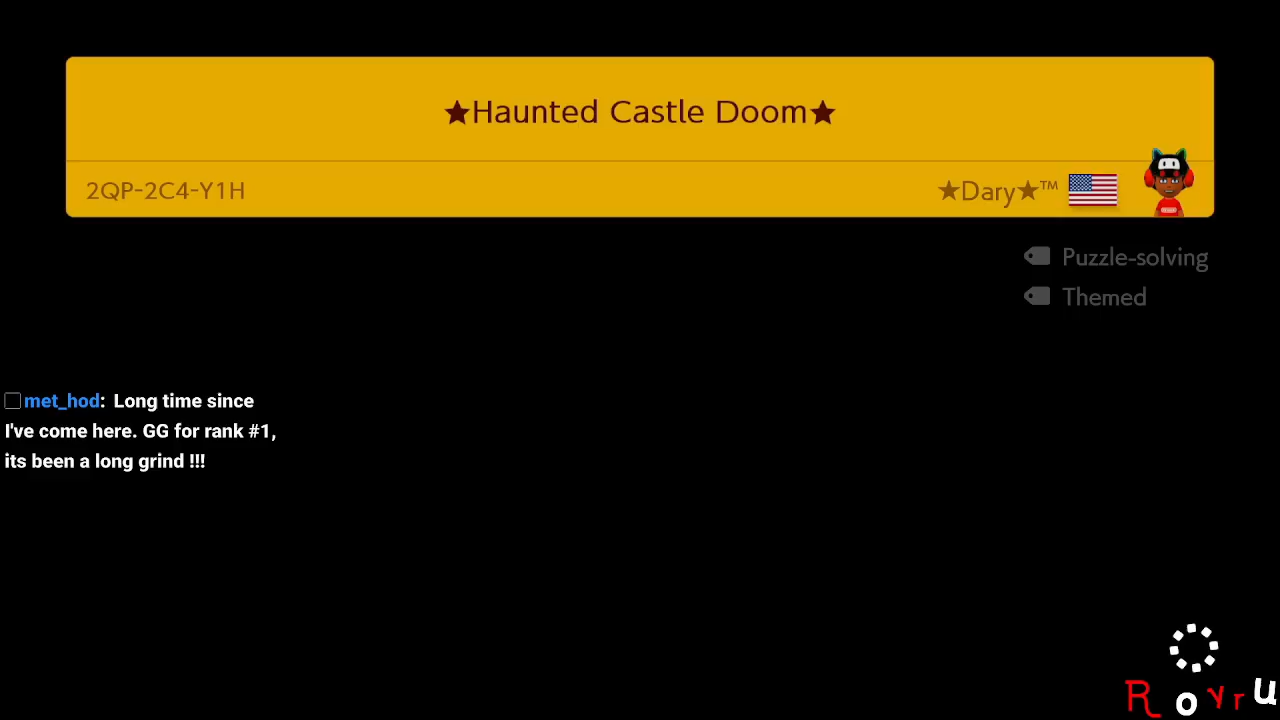 ★Haunted Castle Doom★
2QP-2C4-Y1H
★Dary★™
Puzzle-solving
Themed
met_hod: Long time since
I've come here. GG for rank #1,
its been a long grind !!!
Royru